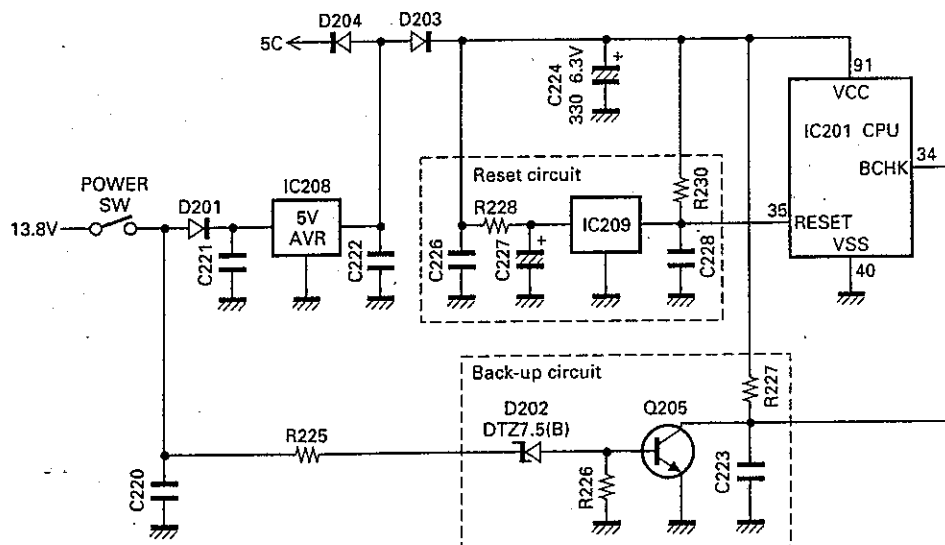 D204
D203
5C
+
C224
330 6.3V
91
VCC
IC201 CPU
BCHK
34
Reset circuit
R230
POWER
SW
13.8V
D201
IC208
5V
AVR
C221
C222
R228
+
IC209
C226
C227
C228
35
RESET
VSS
40
Back-up circuit
R227
D202
DTZ7.5(B)
Q205
R225
C220
R226
C223